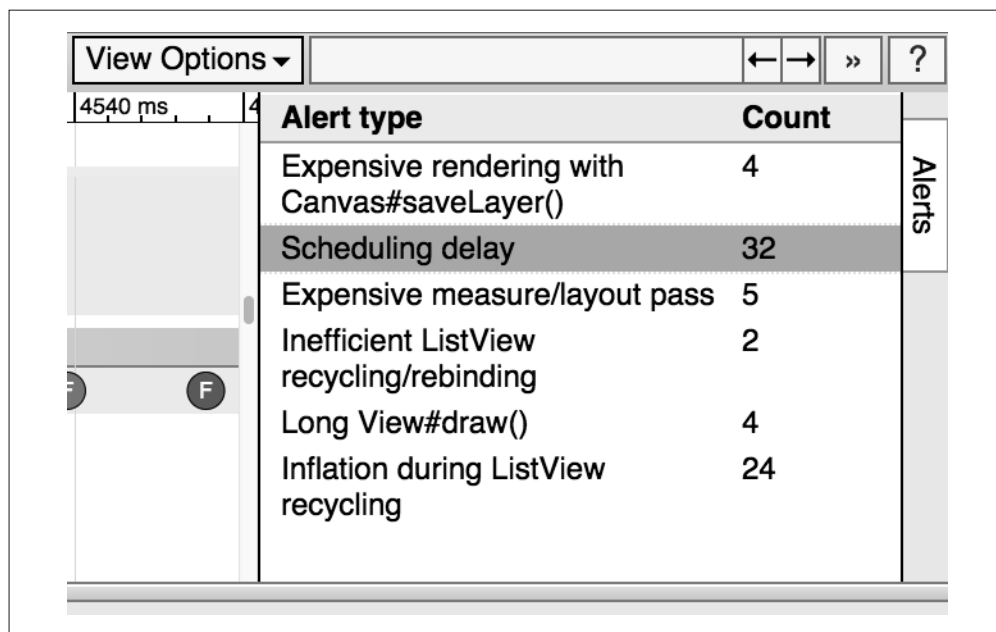 View Options ▾ ← → » ?
4540 ms 4
Alert type Count
Expensive rendering with 4
Canvas#saveLayer()
Scheduling delay 32
Expensive measure/layout pass 5
Inefficient ListView 2
recycling/rebinding
Long View#draw() 4
Inflation during ListView 24
recycling
Alerts
F F